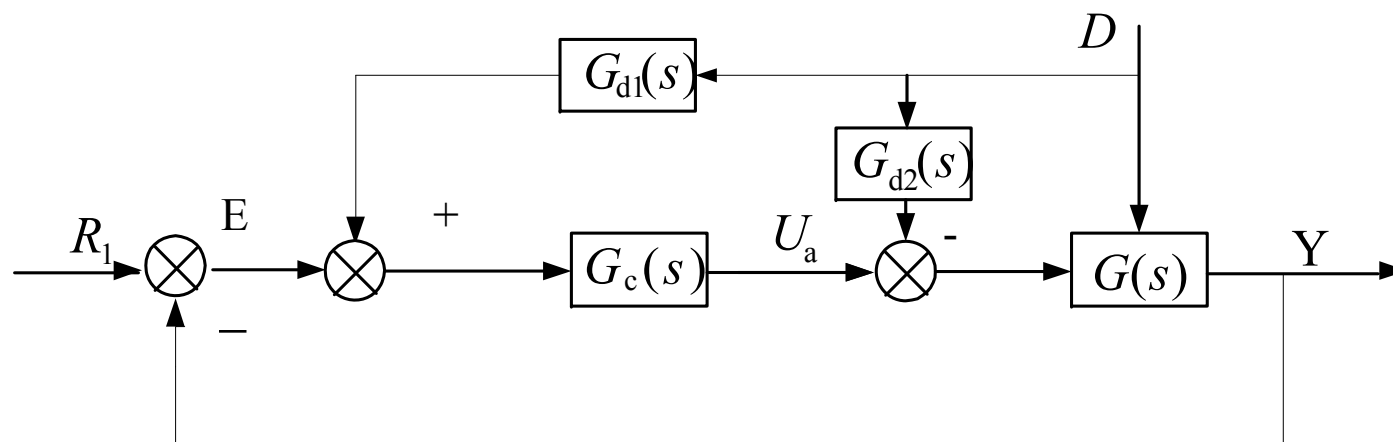 D
G_d1(s)
G_d2(s)
R_1
E
+
G_c(s)
U_a
-
G(s)
Y
–